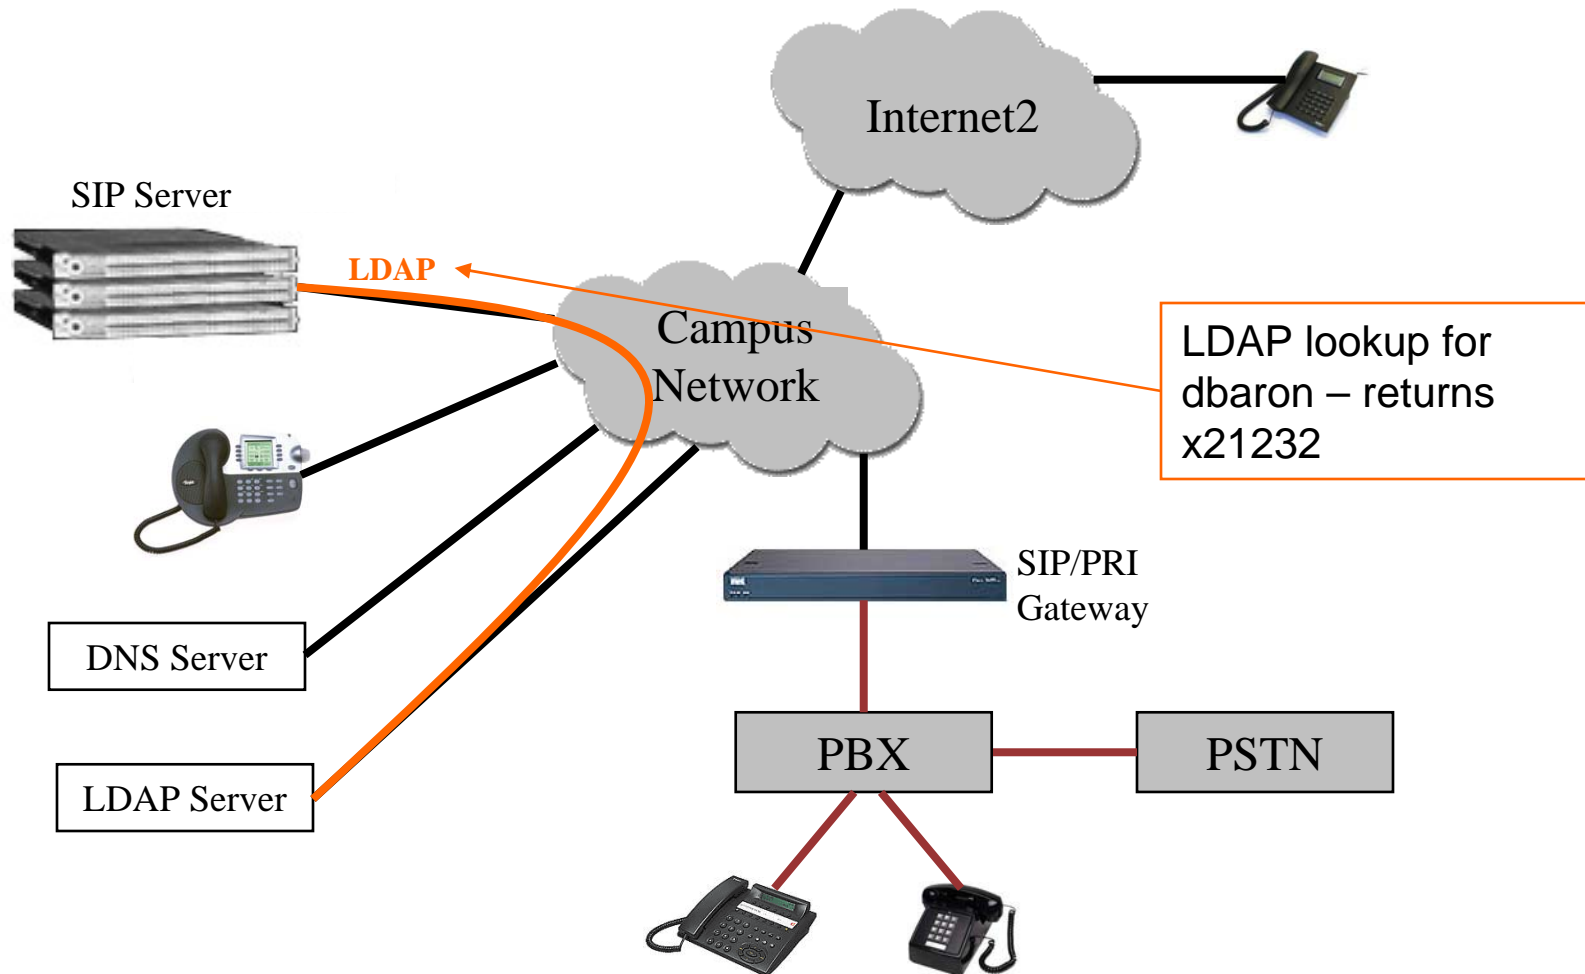 Internet2
SIP Server
LDAP
Campus
Network
LDAP lookup for
dbaron – returns
x21232
SIP/PRI
Gateway
DNS Server
PBX
PSTN
LDAP Server